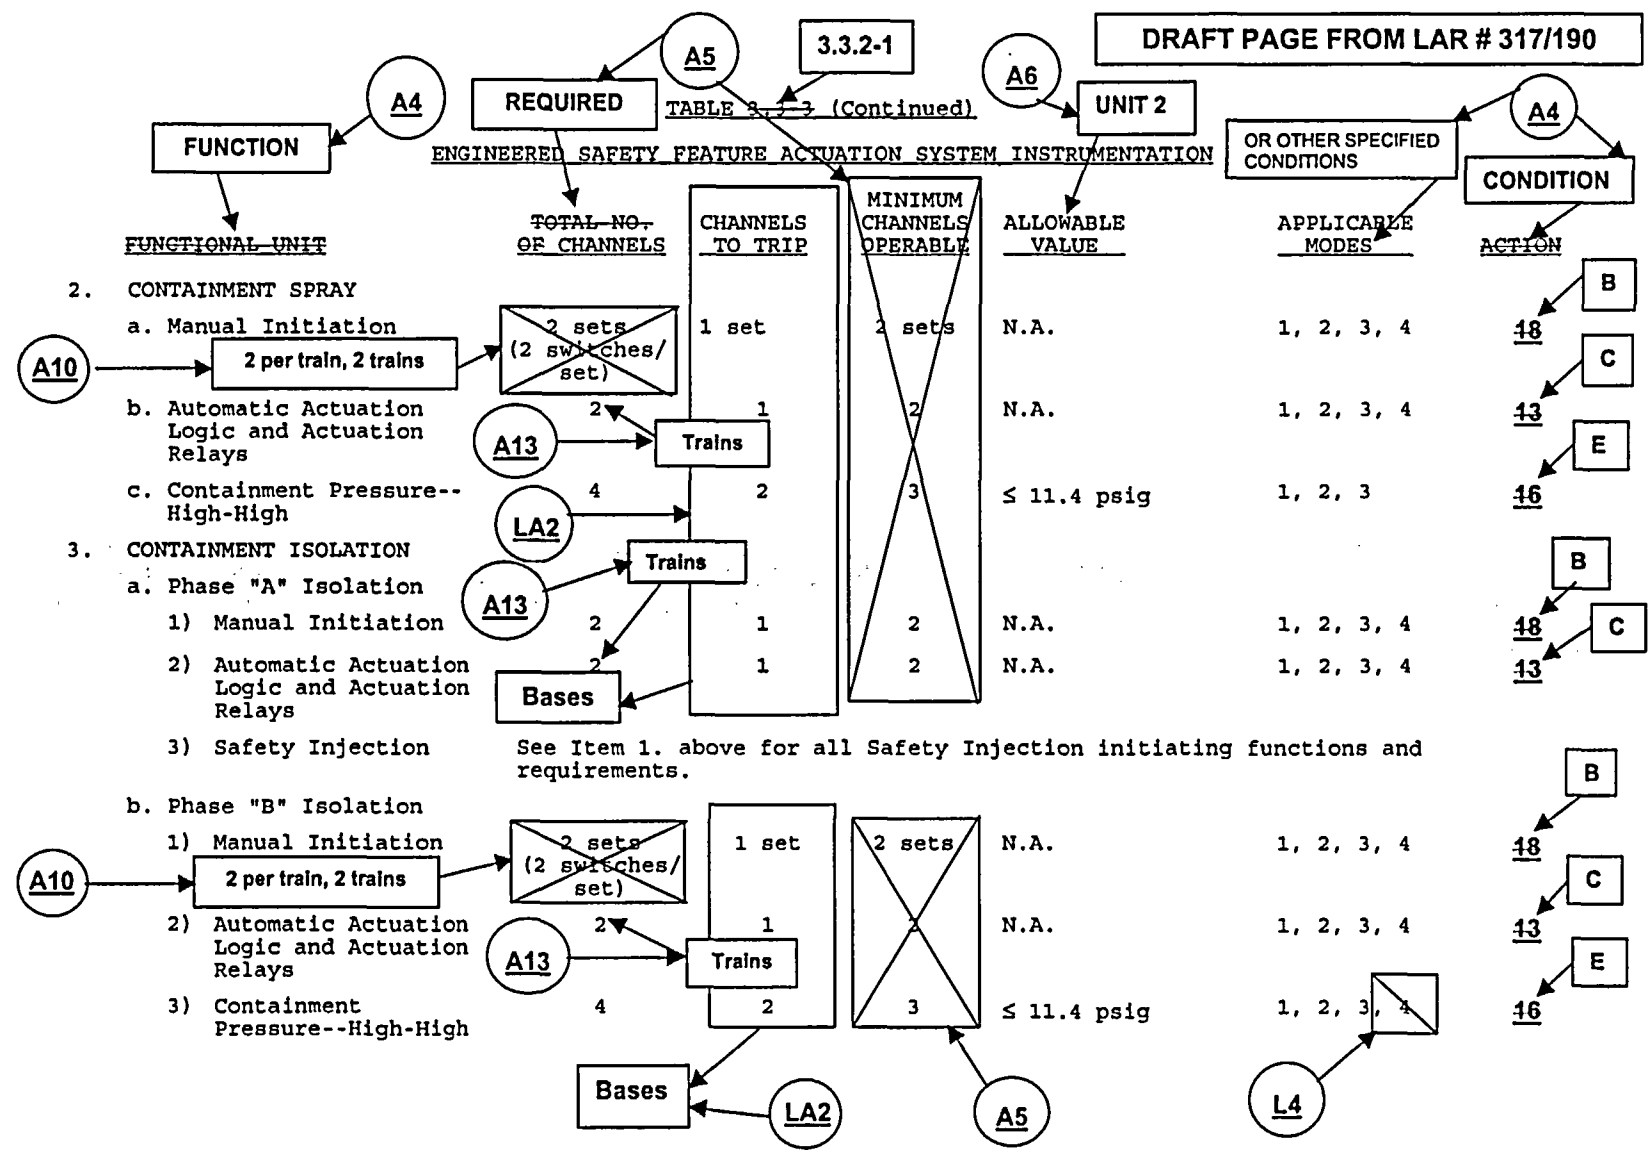 DRAFT PAGE FROM LAR # 317/190
A5
3.3.2-1
A6
A4
REQUIRED
UNIT 2
A4
FUNCTION
TABLE 3.3-3 (Continued)
OR OTHER SPECIFIED
CONDITIONS
CONDITION
ENGINEERED SAFETY FEATURE ACTUATION SYSTEM INSTRUMENTATION
FUNCTIONAL UNIT
TOTAL NO.
OF CHANNELS
CHANNELS
TO TRIP
MINIMUM
CHANNELS
OPERABLE
ALLOWABLE
VALUE
APPLICABLE
MODES
ACTION
2. CONTAINMENT SPRAY
B
a. Manual Initiation 2 sets 1 set 2 sets N.A. 1, 2, 3, 4 18
(2 switches/
set)
A10
2 per train, 2 trains
C
b. Automatic Actuation 2 1 2 N.A. 1, 2, 3, 4 13
Logic and Actuation
Relays
A13
Trains
E
c. Containment Pressure-- 4 2 3 ≤ 11.4 psig 1, 2, 3 16
High-High
LA2
3. CONTAINMENT ISOLATION
Trains
B
a. Phase "A" Isolation
A13
1) Manual Initiation 2 1 2 N.A. 1, 2, 3, 4 18
C
2) Automatic Actuation 2 1 2 N.A. 1, 2, 3, 4 13
Logic and Actuation
Relays
Bases
3) Safety Injection See Item 1. above for all Safety Injection initiating functions and
requirements.
B
b. Phase "B" Isolation
1) Manual Initiation 2 sets 1 set 2 sets N.A. 1, 2, 3, 4 18
(2 switches/
set)
A10
2 per train, 2 trains
C
2) Automatic Actuation 2 1 2 N.A. 1, 2, 3, 4 13
Logic and Actuation
Relays
A13
Trains
E
3) Containment 4 2 3 ≤ 11.4 psig 1, 2, 3, 4 16
Pressure--High-High
Bases
LA2
A5
L4